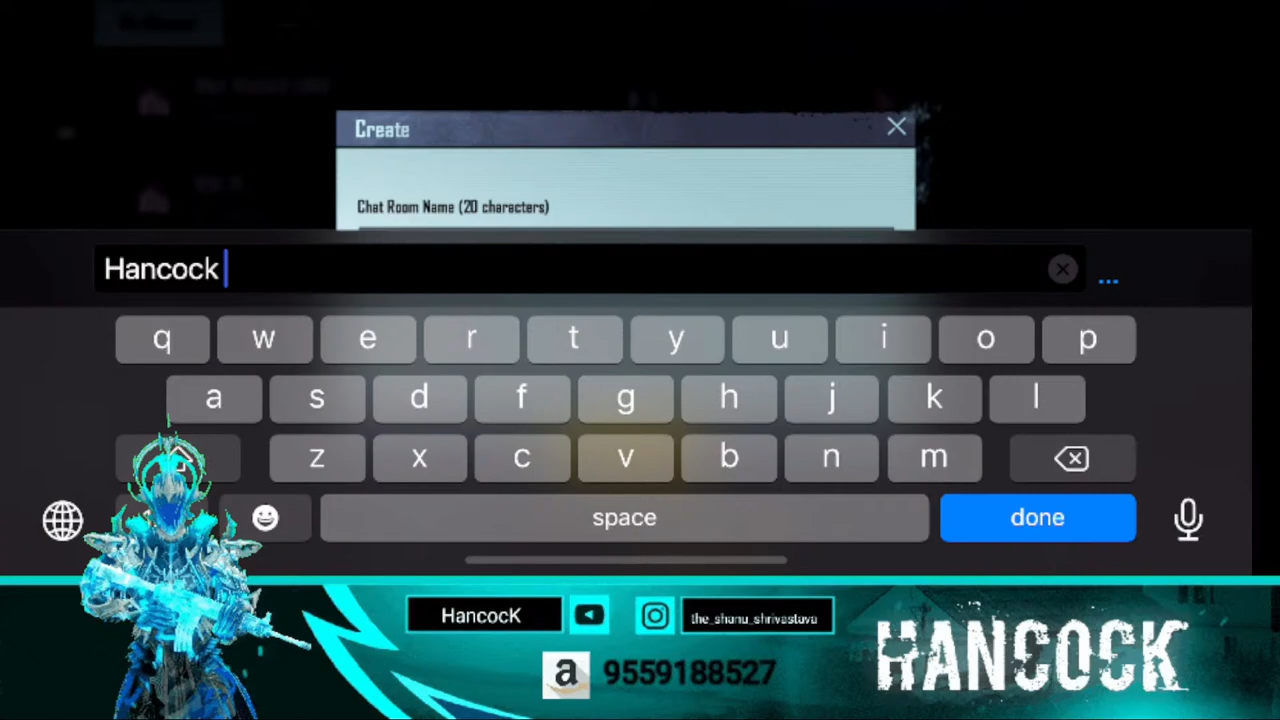 Create
Chat Room Name (20 characters)
Hancock
...
q w e r t y u i o p
a s d f g h j k l
z x c v b n m
space
done
HancocK
the_shanu_shrivastava
a 9559188527
HANCOCK